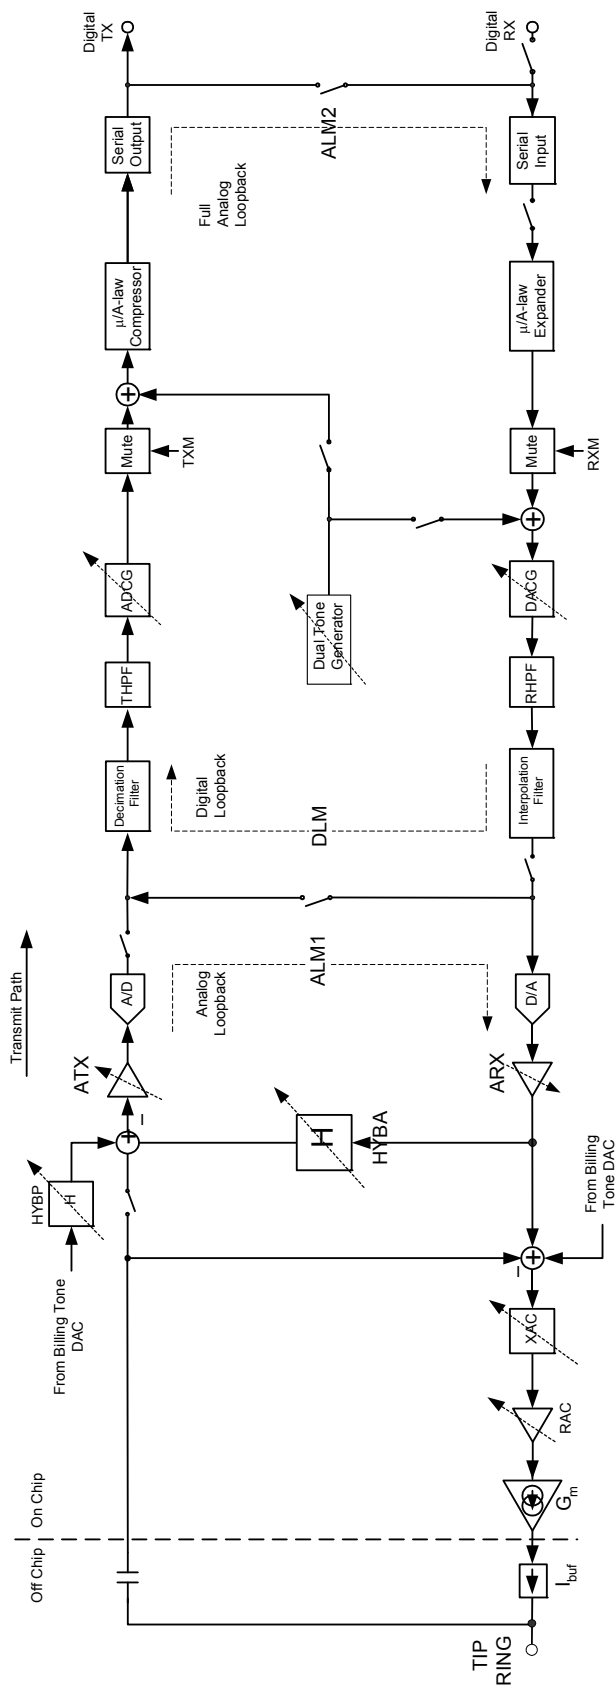 Off Chip
On Chip
Transmit Path
From Billing Tone
DAC
HYBP
H
+
–
ATX
A/D
Decimation
Filter
THPF
ADCG
Mute
TXM
+
μ/A-law
Compressor
Serial
Output
Digital
TX
H
HYBA
Analog
Loopback
ALM1
Digital
Loopback
DLM
Dual Tone
Generator
Full
Analog
Loopback
ALM2
TIP
RING
Ibuf
Gm
RAC
XAC
–
+
From Billing
Tone DAC
ARX
D/A
Interpolation
Filter
RHPF
DACG
+
Mute
RXM
μ/A-law
Expander
Serial
Input
Digital
RX